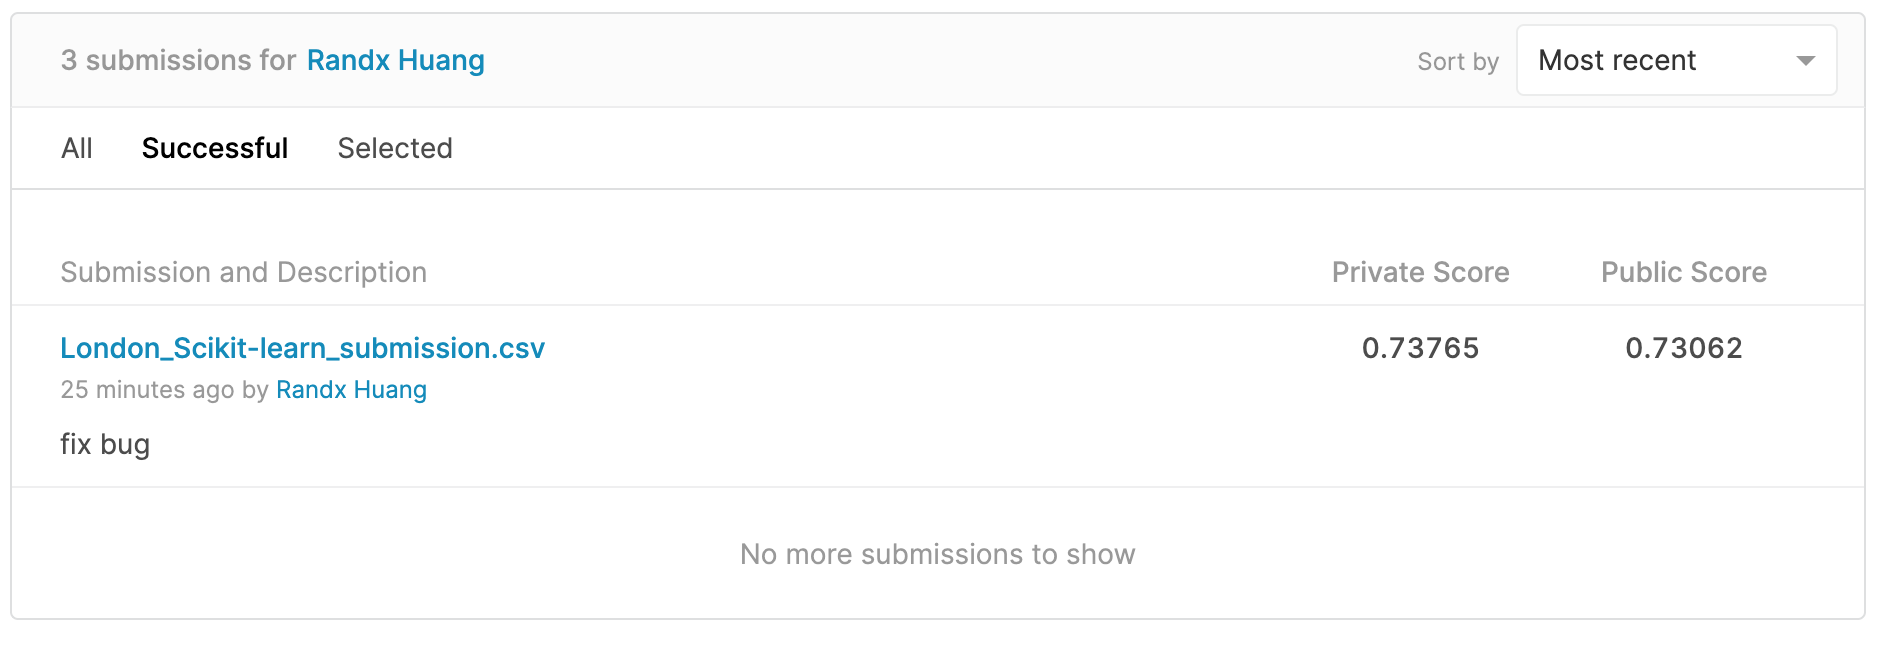 3 submissions for Randx Huang
Sort by Most recent
All Successful Selected
Submission and Description Private Score Public Score
London_Scikit-learn_submission.csv 0.73765 0.73062
25 minutes ago by Randx Huang
fix bug
No more submissions to show